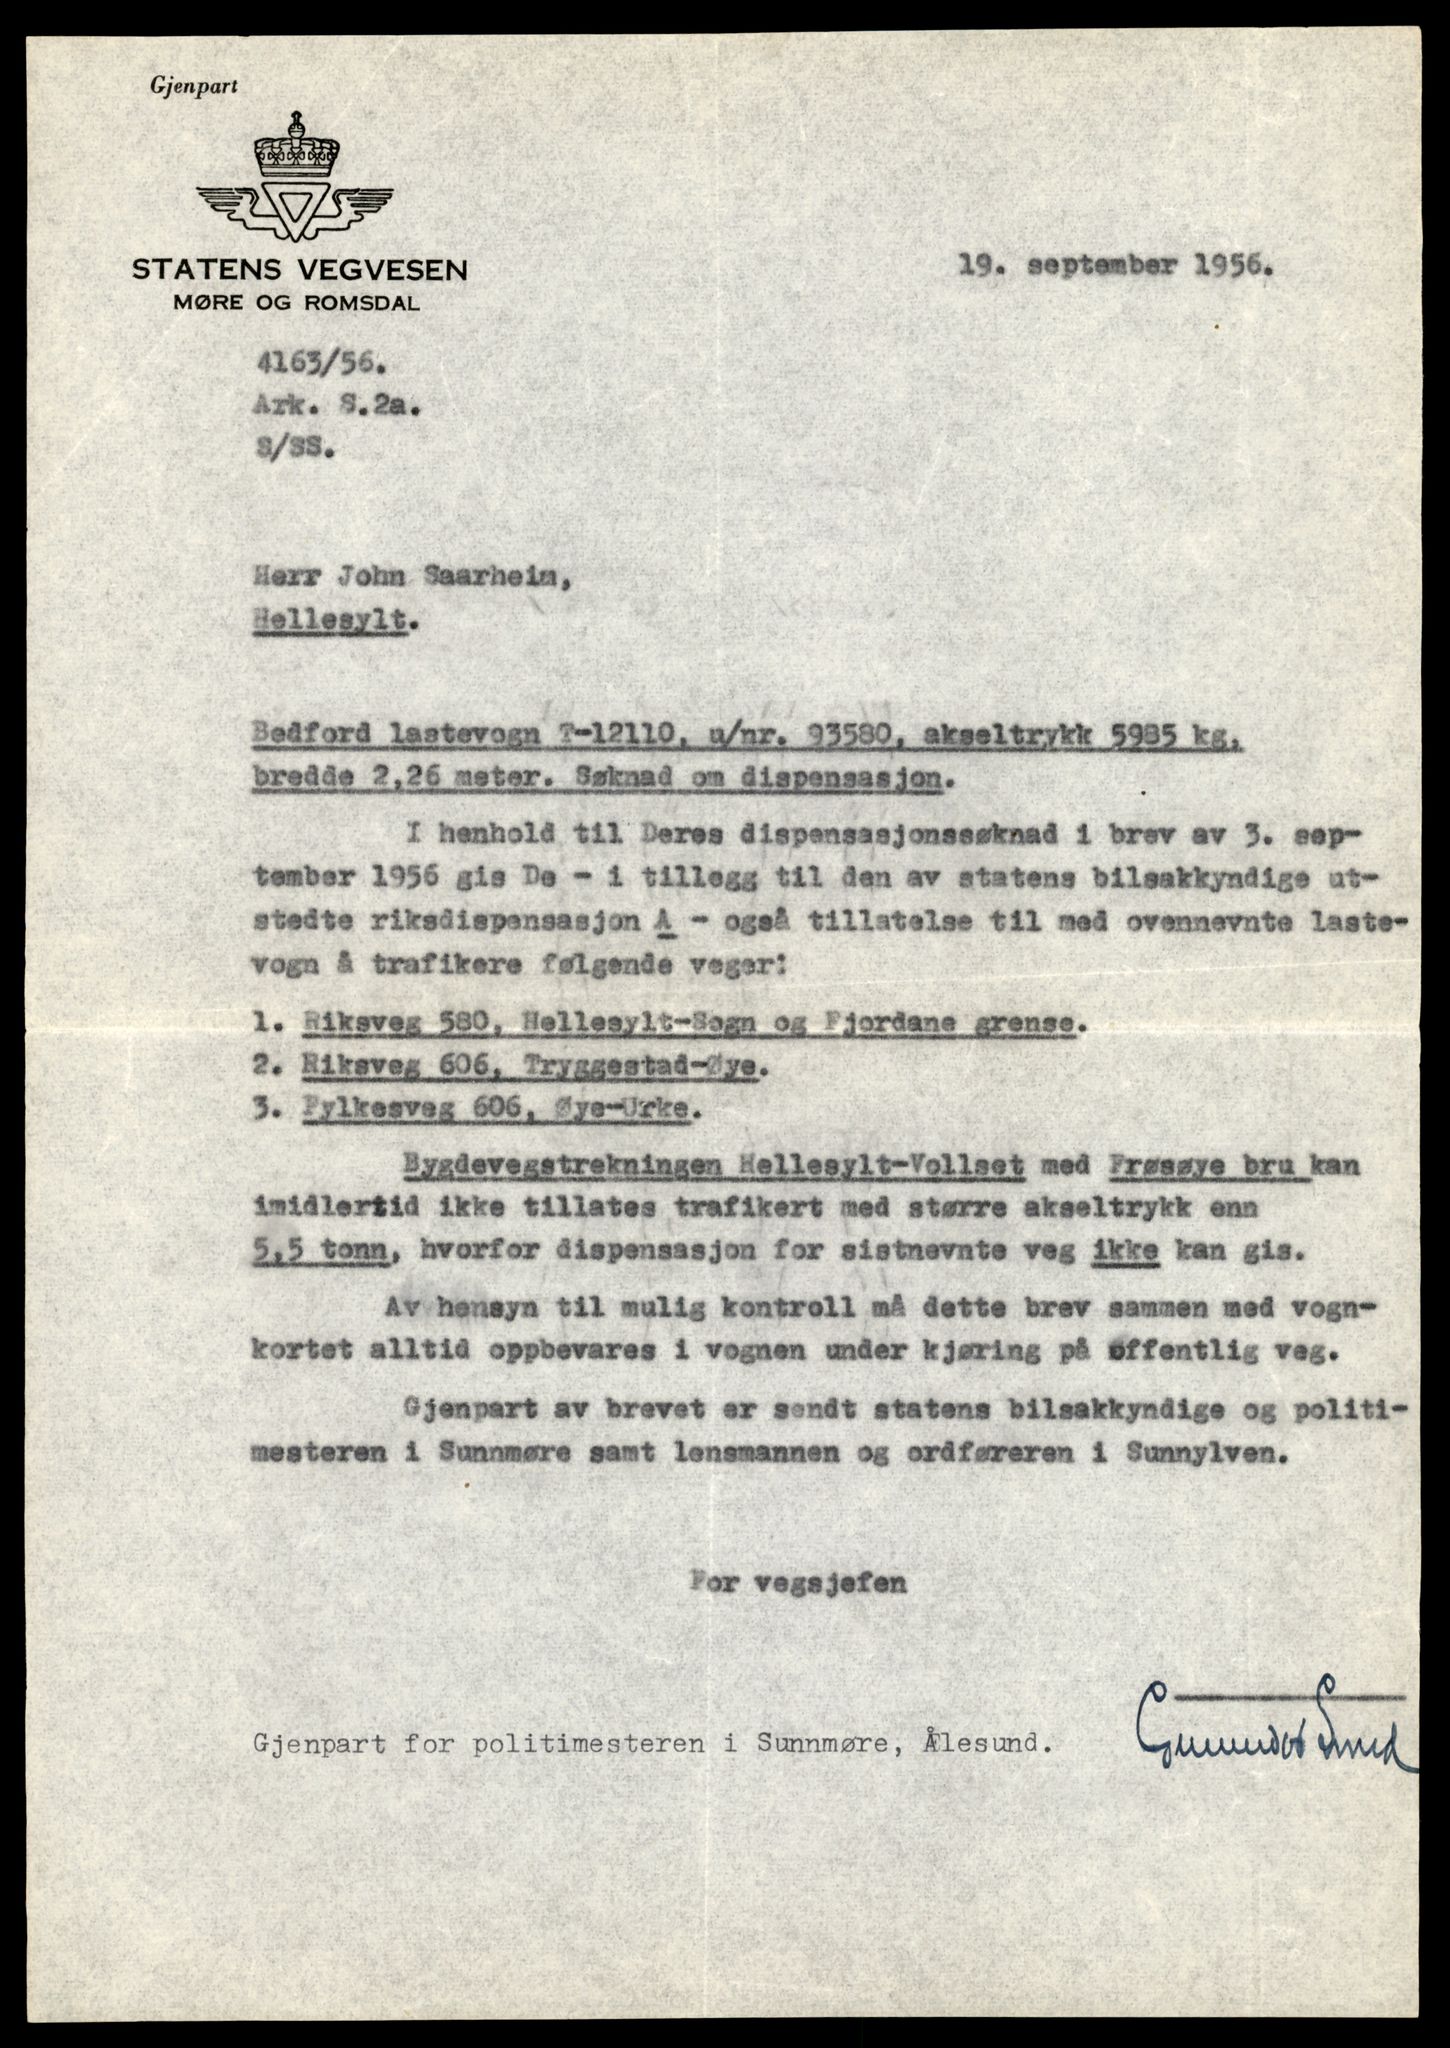 Gjenpart
STATENS VEGVESEN
MØRE OG ROMSDAL
19. september 1956.
4163/56.
Ark. S.2a.
S/SS.
Herr John Saarheim,
Hellesylt.
Bedford lastevogn T-12110, u/nr. 93580, akseltrykk 5985 kg,
bredde 2,26 meter. Søknad om dispensasjon.
I henhold til Deres dispensasjonssøknad i brev av 3. sep-
tember 1956 gis De - i tillegg til den av statens bilsakkyndige ut-
stedte riksdispensasjon A - også tillatelse til med ovennevnte laste-
vogn å trafikere følgende veger:
1. Riksveg 580, Hellesylt-Sogn og Fjordane grense.
2. Riksveg 606, Tryggestad-Øye.
3. Fylkesveg 606, Øye-Urke.
Bygdevegstrekningen Hellesylt-Vollset med Frøsøye bru kan
imidlertid ikke tillates trafikert med større akseltrykk enn
5,5 tonn, hvorfor dispensasjon for sistnevnte veg ikke kan gis.
Av hensyn til mulig kontroll må dette brev sammen med vogn-
kortet alltid oppbevares i vognen under kjøring på offentlig veg.
Gjenpart av brevet er sendt statens bilsakkyndige og politi-
mesteren i Sunnmøre samt lensmannen og ordføreren i Sunnylven.
For vegsjefen
Gjenpart for politimesteren i Sunnmøre, Ålesund.